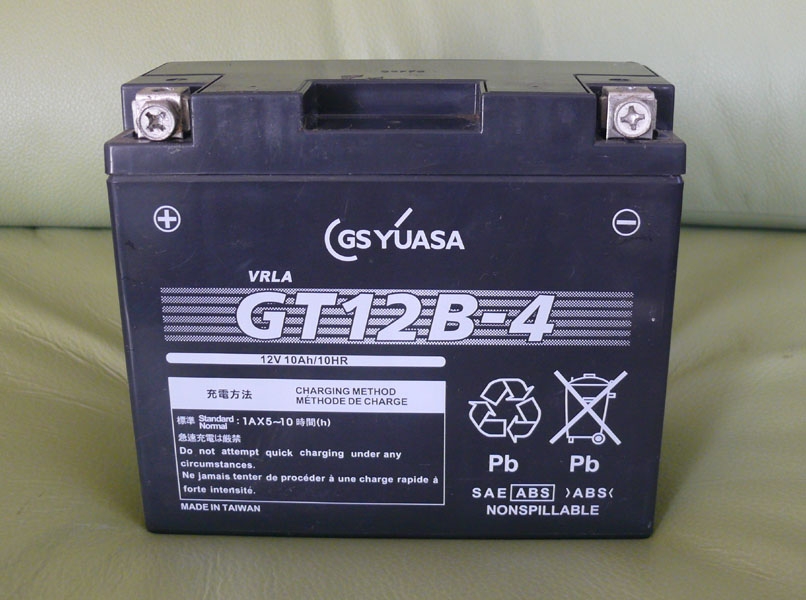 GS YUASA
VRLA
GT12B-4
12V 10Ah/10HR
充電方法 CHARGING METHOD
MÉTHODE DE CHARGE
標準 Standard Normal : 1AX5~10 時間(h)
急速充電は厳禁
Do not attempt quick charging under any
circumstances.
Ne jamais tenter de procéder à une charge rapide à
forte intensité.
MADE IN TAIWAN
Pb Pb
SAE ABS >ABS<
NONSPILLABLE